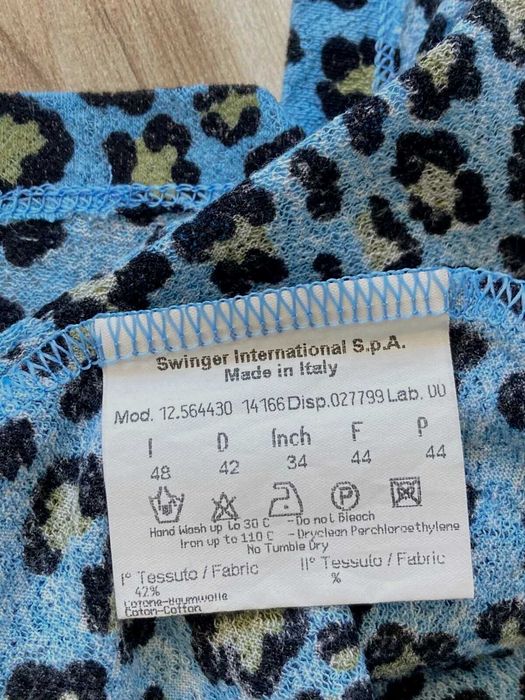 Swinger International S.p.A.
Made in Italy
Mod. 12.564430 14166 Disp.027799 Lab. UU
I D Inch F P
48 42 34 44 44
P
Hand Wash up to 30 C - Do not Bleach
Iron up to 110 C - Dryclean Perchloroethylene
No Tumble Dry
I° Tessuto / Fabric II° Tessuto / Fabric
42% %
Cotone-Baumwolle
Coton-Cotton